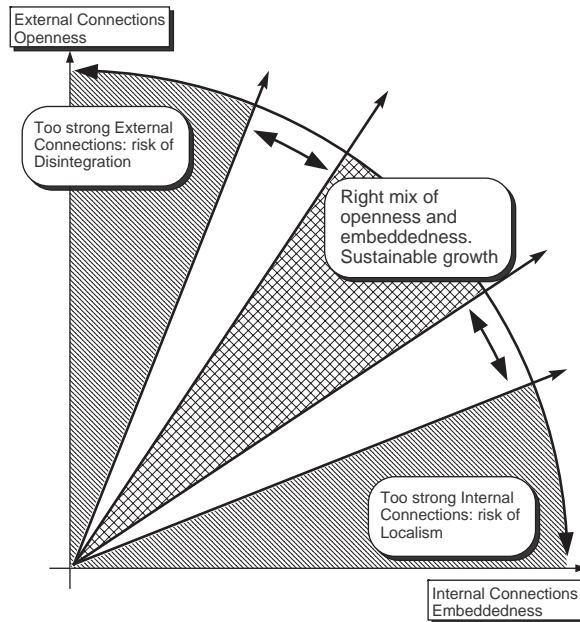 External Connections
Openness
Too strong External
Connections: risk of
Disintegration
Right mix of
openness and
embeddedness.
Sustainable growth
Too strong Internal
Connections: risk of
Localism
Internal Connections
Embeddedness